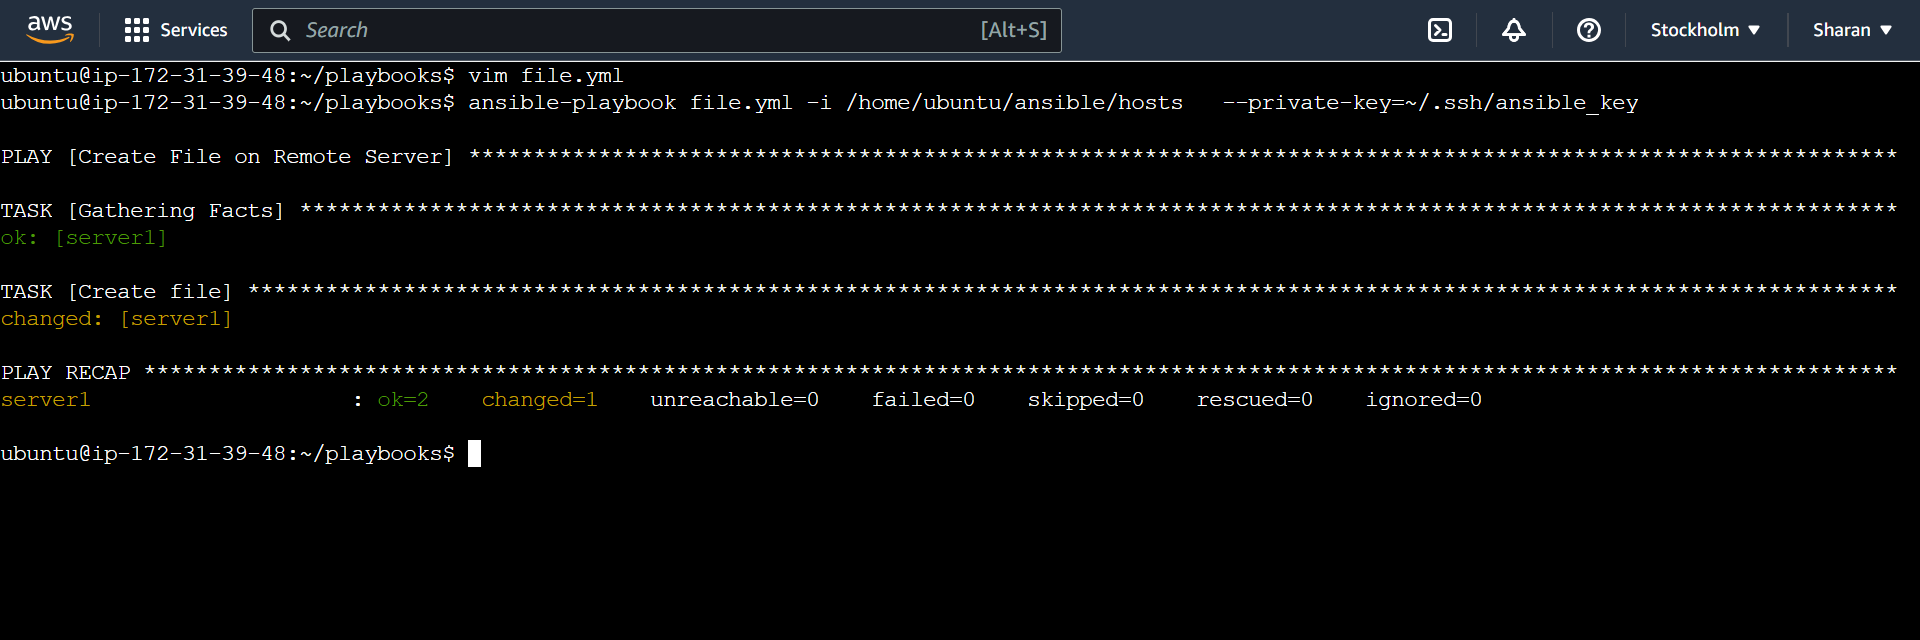 aws Services Search [Alt+S] Stockholm ▼ Sharan ▼
ubuntu@ip-172-31-39-48:~/playbooks$ vim file.yml
ubuntu@ip-172-31-39-48:~/playbooks$ ansible-playbook file.yml -i /home/ubuntu/ansible/hosts   --private-key=~/.ssh/ansible_key
PLAY [Create File on Remote Server] **************************************************************************************************************
TASK [Gathering Facts] ***************************************************************************************************************************
ok: [server1]
TASK [Create file] *******************************************************************************************************************************
changed: [server1]
PLAY RECAP ***************************************************************************************************************************************
server1                    : ok=2    changed=1    unreachable=0    failed=0    skipped=0    rescued=0    ignored=0
ubuntu@ip-172-31-39-48:~/playbooks$